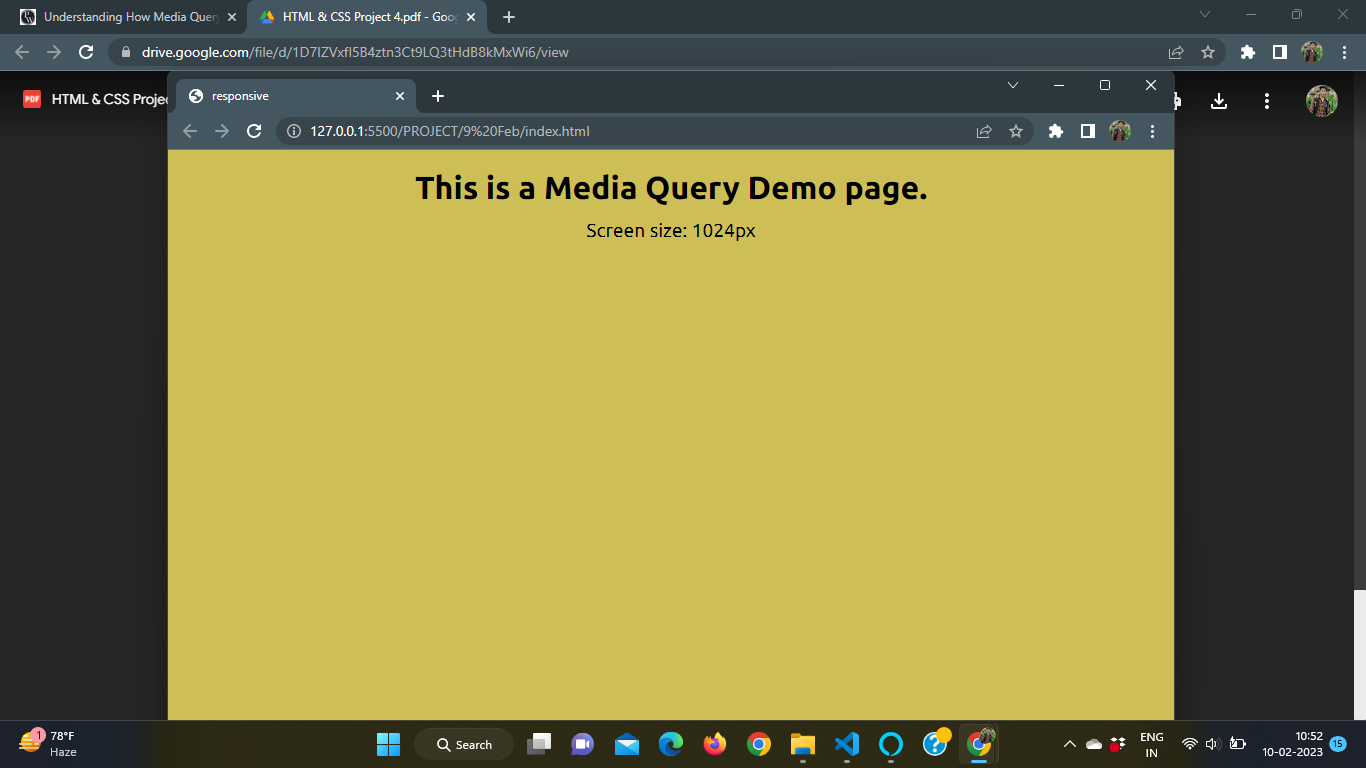 Understanding How Media Quer
HTML & CSS Project 4.pdf - Goo
drive.google.com/file/d/1D7IZVxfI5B4ztn3Ct9LQ3tHdB8kMxWi6/view
PDF HTML & CSS Projec
responsive
127.0.0.1:5500/PROJECT/9%20Feb/index.html
This is a Media Query Demo page.
Screen size: 1024px
1
78°F
Haze
Search
ENG
IN
10:52
10-02-2023
15